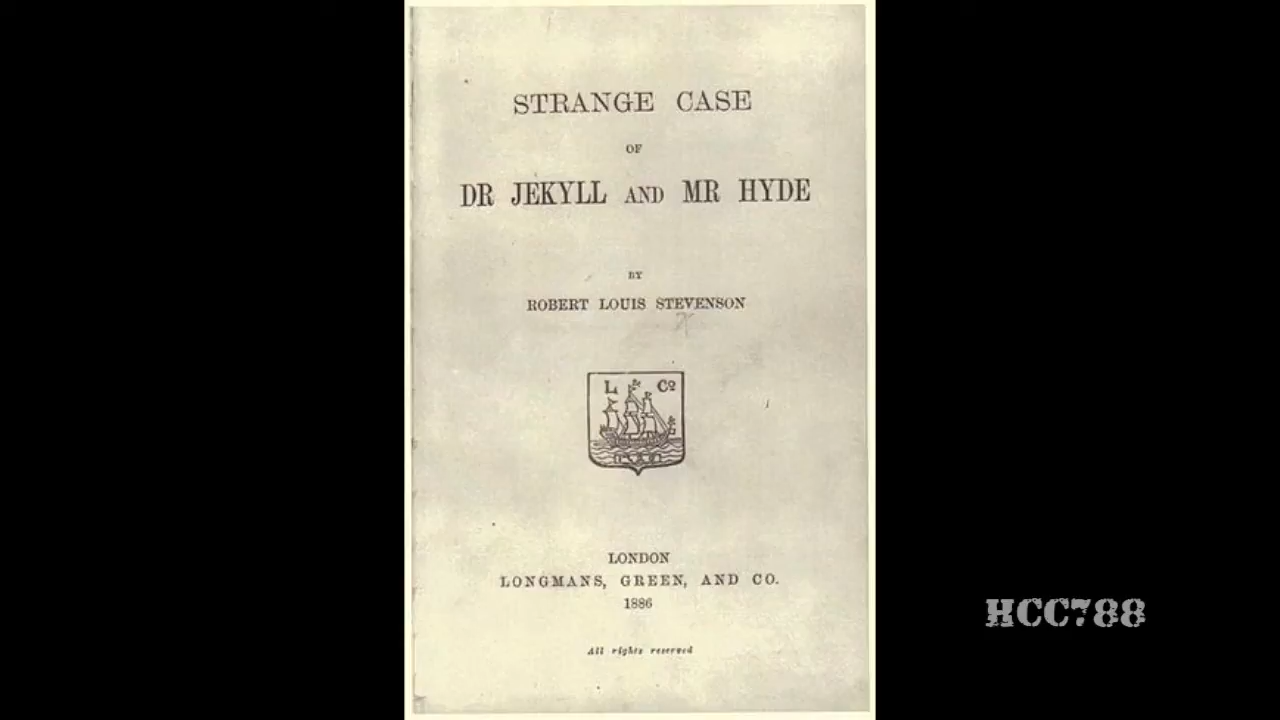 STRANGE CASE
OF
DR JEKYLL AND MR HYDE
BY
ROBERT LOUIS STEVENSON
L Co
LONDON
LONGMANS, GREEN, AND CO.
1886
All rights reserved
HCC788